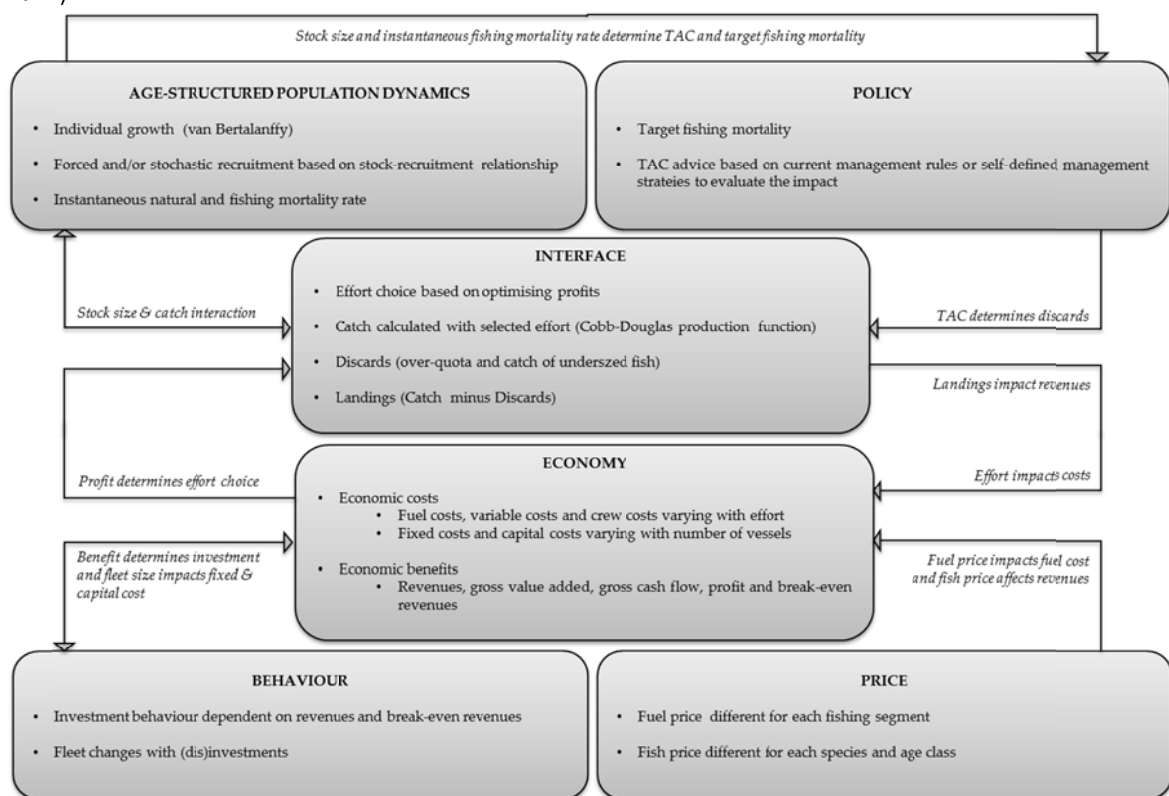 Stock size and instantaneous fishing mortality rate determine TAC and target fishing mortality
AGE-STRUCTURED POPULATION DYNAMICS
• Individual growth (van Bertalanffy)
• Forced and/or stochastic recruitment based on stock-recruitment relationship
• Instantaneous natural and fishing mortality rate
POLICY
• Target fishing mortality
• TAC advice based on current management rules or self-defined management
strateies to evaluate the impact
Stock size & catch interaction
INTERFACE
• Effort choice based on optimising profits
• Catch calculated with selected effort (Cobb-Douglas production function)
• Discards (over-quota and catch of underszed fish)
• Landings (Catch minus Discards)
TAC determines discards
Landings impact revenues
Profit determines effort choice
ECONOMY
• Economic costs
• Fuel costs, variable costs and crew costs varying with effort
• Fixed costs and capital costs varying with number of vessels
• Economic benefits
• Revenues, gross value added, gross cash flow, profit and break-even
revenues
Effort impacts costs
Benefit determines investment
and fleet size impacts fixed &
capital cost
Fuel price impacts fuel cost
and fish price affects revenues
BEHAVIOUR
• Investment behaviour dependent on revenues and break-even revenues
• Fleet changes with (dis)investments
PRICE
• Fuel price different for each fishing segment
• Fish price different for each species and age class